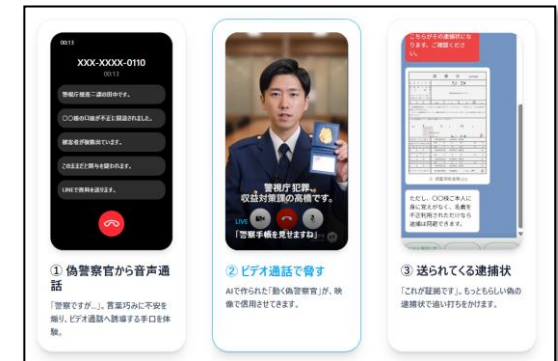 00:13
XXX-XXXX-0110
00:13
警視庁捜査二課の田中です。
〇〇様の口座が不正に開設されました。
被害者が複数出ています。
このままだと関与を疑われます。
LINEで資料を送ります。
① 偽警察官から音声通
話
「警察ですが…」。言葉巧みに不安を
煽り、ビデオ通話へ誘導する手口を体
験。
警視庁犯罪
収益対策課の高橋です。
LIVE
「警察手帳を見せますね」
② ビデオ通話で脅す
AIで作られた「動く偽警察官」が、映
像で信用させてきます。
こちらがその逮捕状にな
ります。ご確認くださ
い。
ただし、〇〇様ご本人に
身に覚えがなく、名義を
不正利用されただけなら
逮捕は回避できます。
③ 送られてくる逮捕状
「これが証拠です」。もっともらしい偽の
逮捕状で追い打ちをかけます。